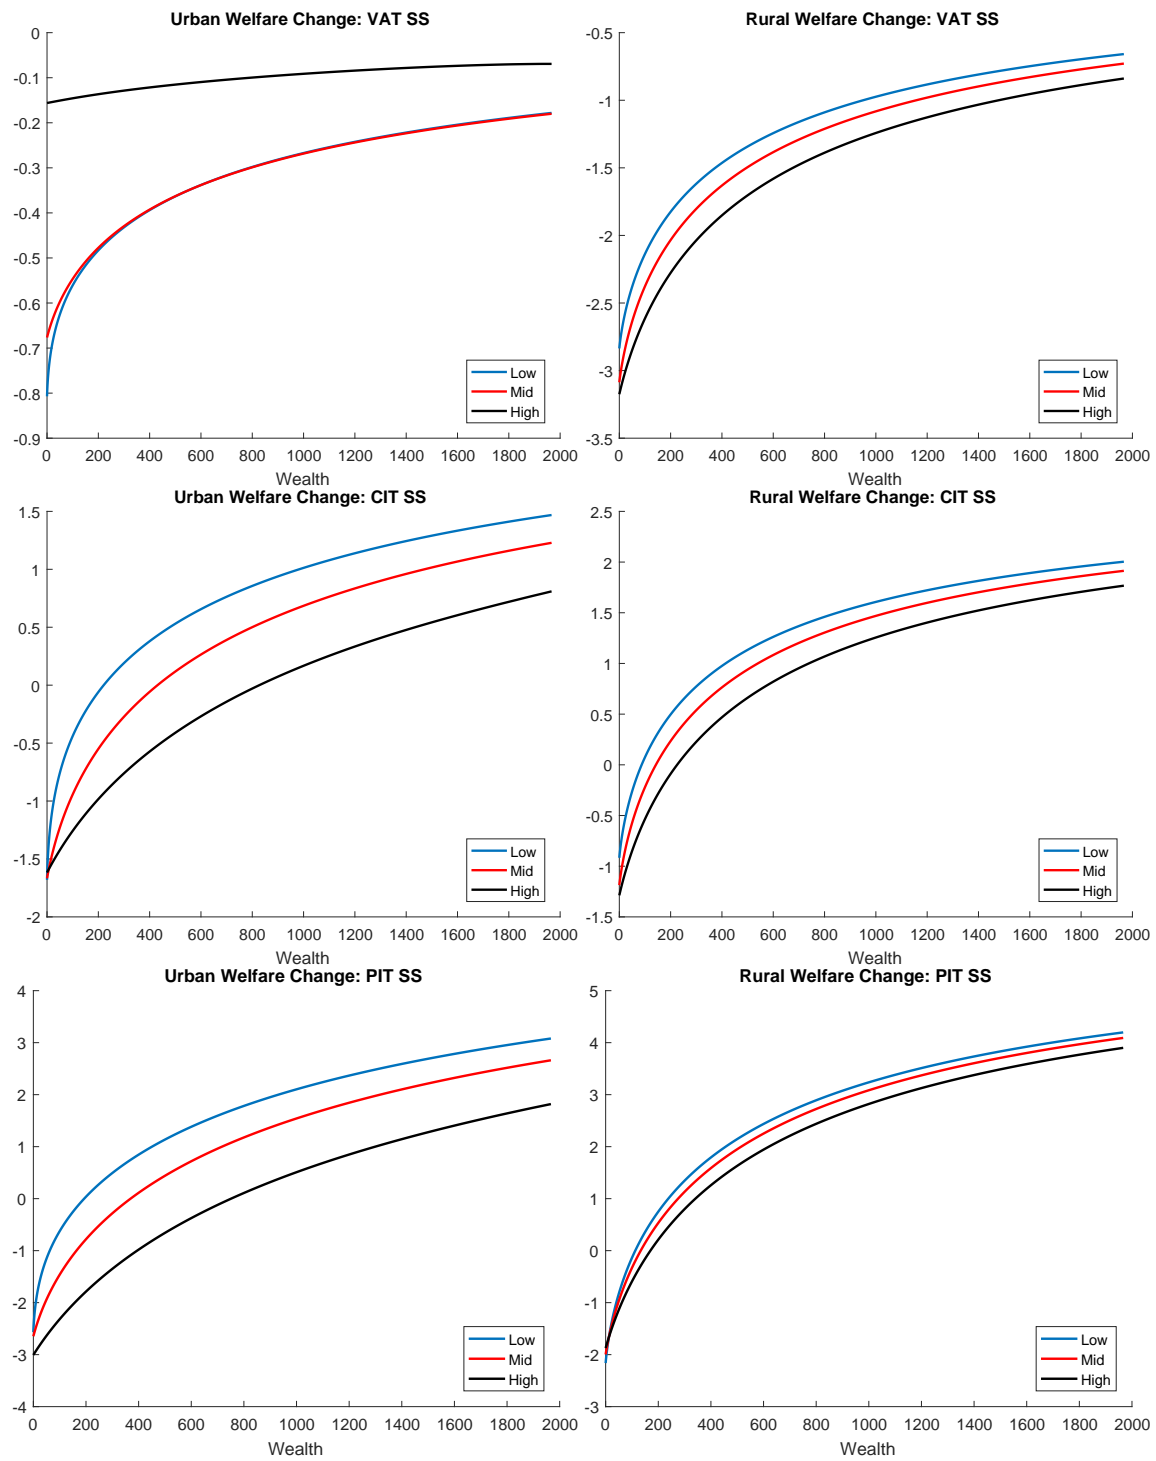 Urban Welfare Change: VAT SS
0
-0.1
-0.2
-0.3
-0.4
-0.5
-0.6
-0.7
-0.8
-0.9
0 200 400 600 800 1000 1200 1400 1600 1800 2000
Wealth
Low
Mid
High
Rural Welfare Change: VAT SS
-0.5
-1
-1.5
-2
-2.5
-3
-3.5
0 200 400 600 800 1000 1200 1400 1600 1800 2000
Wealth
Low
Mid
High
Urban Welfare Change: CIT SS
1.5
1
0.5
0
-0.5
-1
-1.5
-2
0 200 400 600 800 1000 1200 1400 1600 1800 2000
Wealth
Low
Mid
High
Rural Welfare Change: CIT SS
2.5
2
1.5
1
0.5
0
-0.5
-1
-1.5
0 200 400 600 800 1000 1200 1400 1600 1800 2000
Wealth
Low
Mid
High
Urban Welfare Change: PIT SS
4
3
2
1
0
-1
-2
-3
-4
0 200 400 600 800 1000 1200 1400 1600 1800 2000
Wealth
Low
Mid
High
Rural Welfare Change: PIT SS
5
4
3
2
1
0
-1
-2
-3
0 200 400 600 800 1000 1200 1400 1600 1800 2000
Wealth
Low
Mid
High